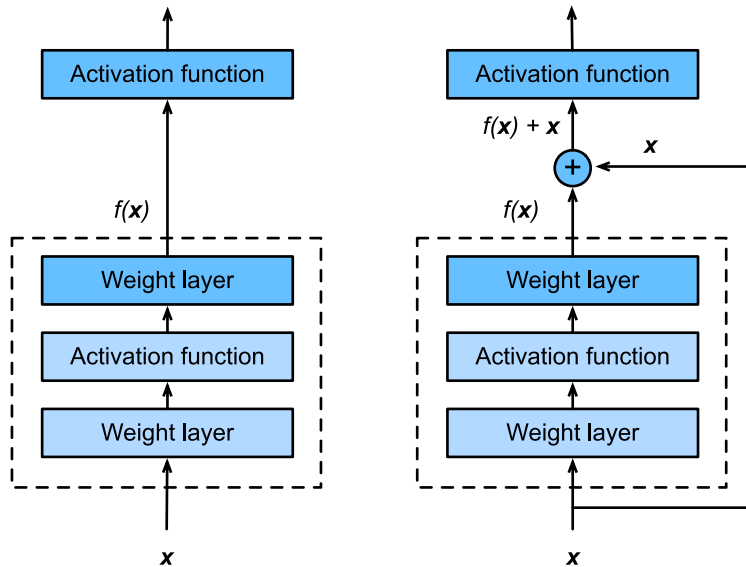 Activation function
f(x)
Weight layer
Activation function
Weight layer
x
Activation function
f(x) + x
x
+
f(x)
Weight layer
Activation function
Weight layer
x